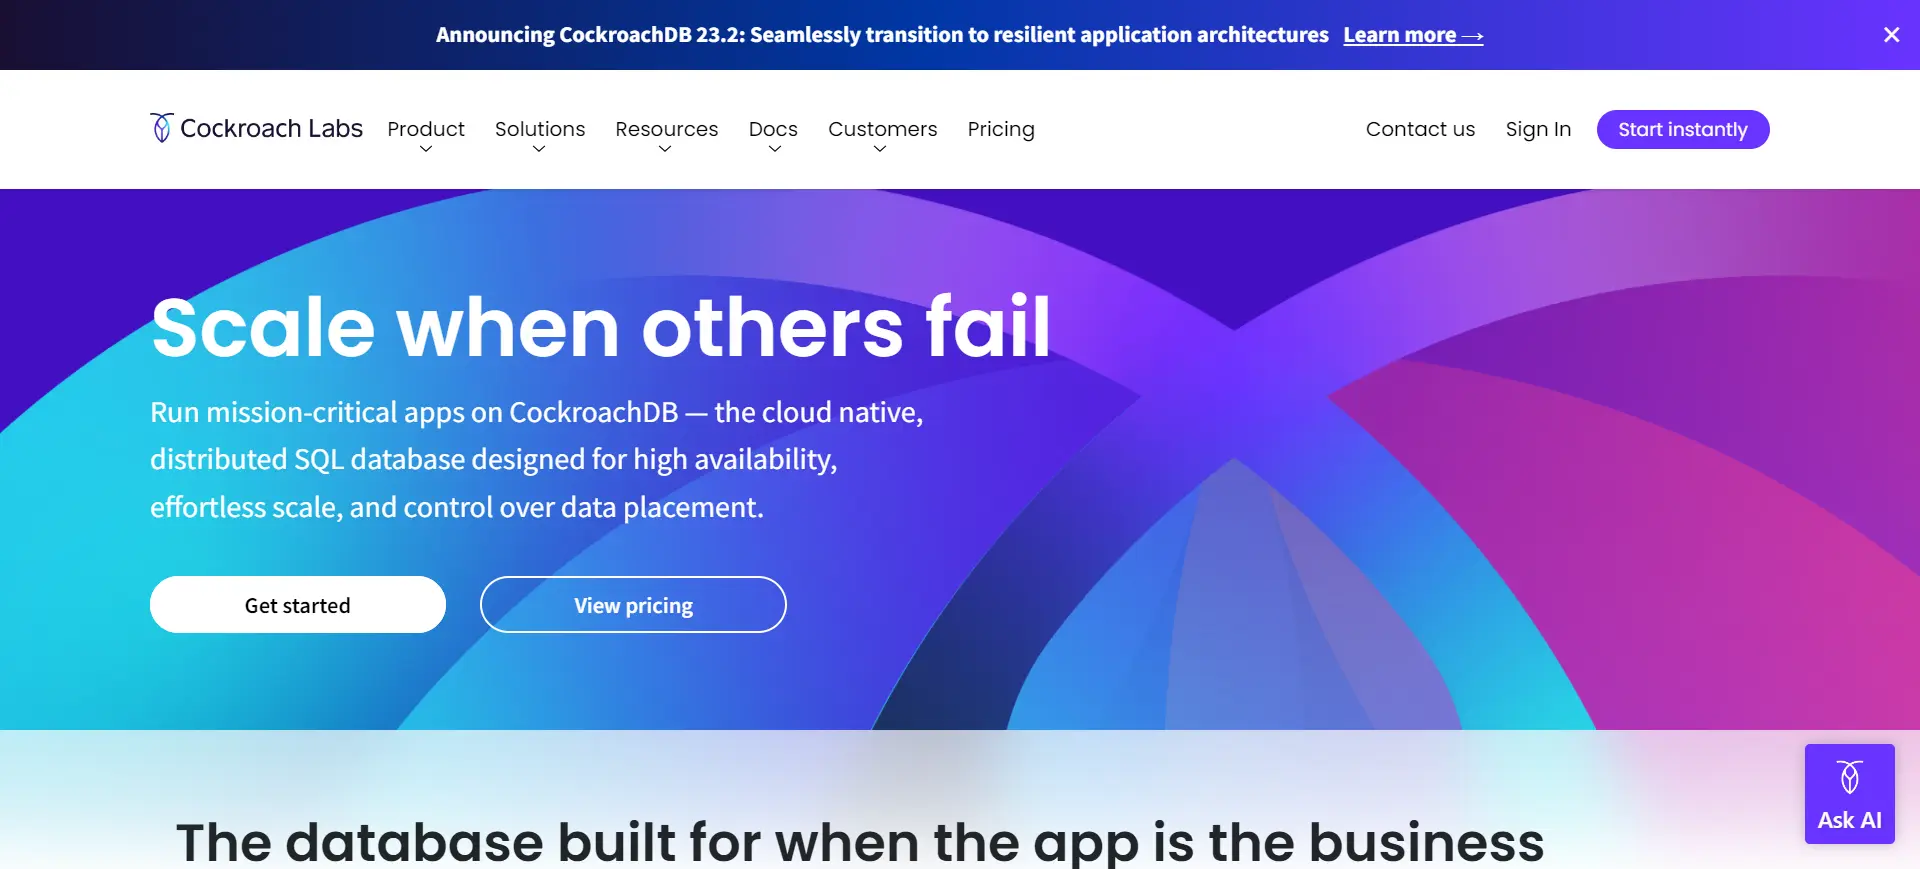 Announcing CockroachDB 23.2: Seamlessly transition to resilient application architectures Learn more →
Cockroach Labs Product Solutions Resources Docs Customers Pricing Contact us Sign In Start instantly
Scale when others fail
Run mission-critical apps on CockroachDB — the cloud native,
distributed SQL database designed for high availability,
effortless scale, and control over data placement.
Get started View pricing
Ask AI
The database built for when the app is the business